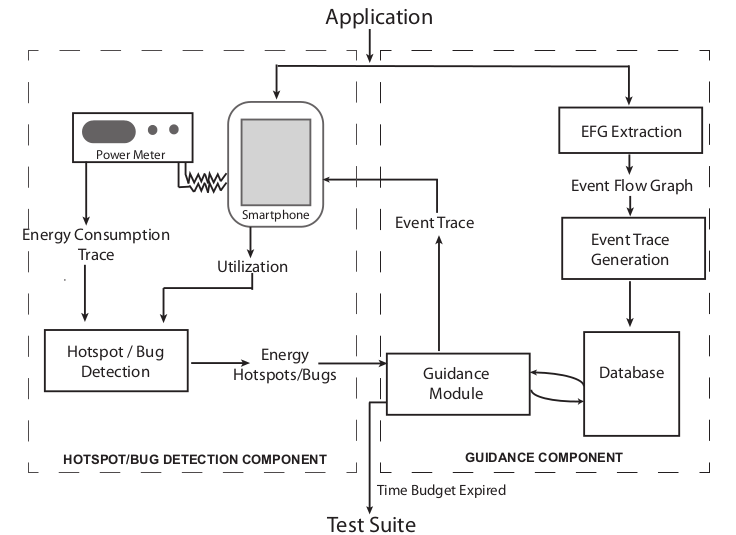 Application
Power Meter
Smartphone
Energy Consumption
Trace
Utilization
Hotspot / Bug
Detection
Energy
Hotspots/Bugs
HOTSPOT/BUG DETECTION COMPONENT
EFG Extraction
Event Flow Graph
Event Trace
Generation
Event Trace
Database
Guidance
Module
GUIDANCE COMPONENT
Time Budget Expired
Test Suite